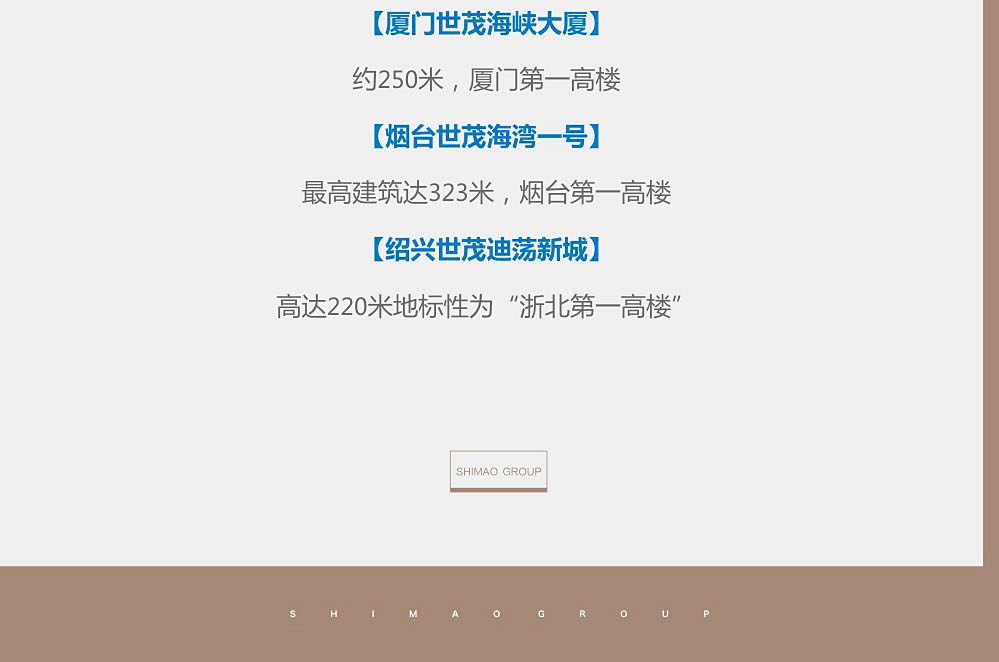 【厦门世茂海峡大厦】
约250米，厦门第一高楼
【烟台世茂海湾一号】
最高建筑达323米，烟台第一高楼
【绍兴世茂迪荡新城】
高达220米地标性为“浙北第一高楼”
SHIMAO GROUP
SHIMAOGROUP